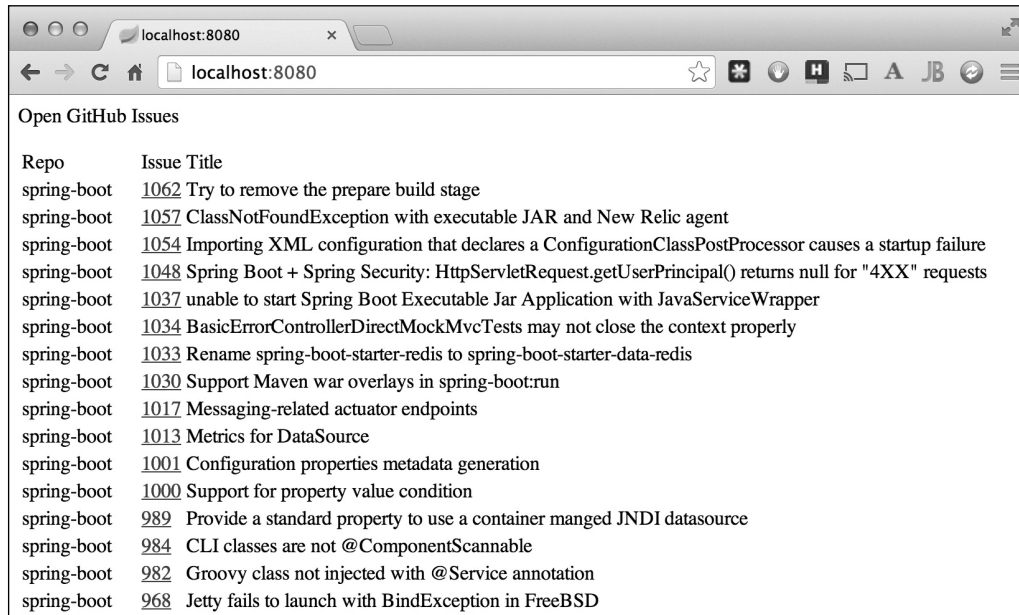 localhost:8080
localhost:8080
H A JB
Open GitHub Issues
Repo Issue Title
spring-boot 1062 Try to remove the prepare build stage
spring-boot 1057 ClassNotFoundException with executable JAR and New Relic agent
spring-boot 1054 Importing XML configuration that declares a ConfigurationClassPostProcessor causes a startup failure
spring-boot 1048 Spring Boot + Spring Security: HttpServletRequest.getUserPrincipal() returns null for "4XX" requests
spring-boot 1037 unable to start Spring Boot Executable Jar Application with JavaServiceWrapper
spring-boot 1034 BasicErrorControllerDirectMockMvcTests may not close the context properly
spring-boot 1033 Rename spring-boot-starter-redis to spring-boot-starter-data-redis
spring-boot 1030 Support Maven war overlays in spring-boot:run
spring-boot 1017 Messaging-related actuator endpoints
spring-boot 1013 Metrics for DataSource
spring-boot 1001 Configuration properties metadata generation
spring-boot 1000 Support for property value condition
spring-boot 989 Provide a standard property to use a container manged JNDI datasource
spring-boot 984 CLI classes are not @ComponentScannable
spring-boot 982 Groovy class not injected with @Service annotation
spring-boot 968 Jetty fails to launch with BindException in FreeBSD